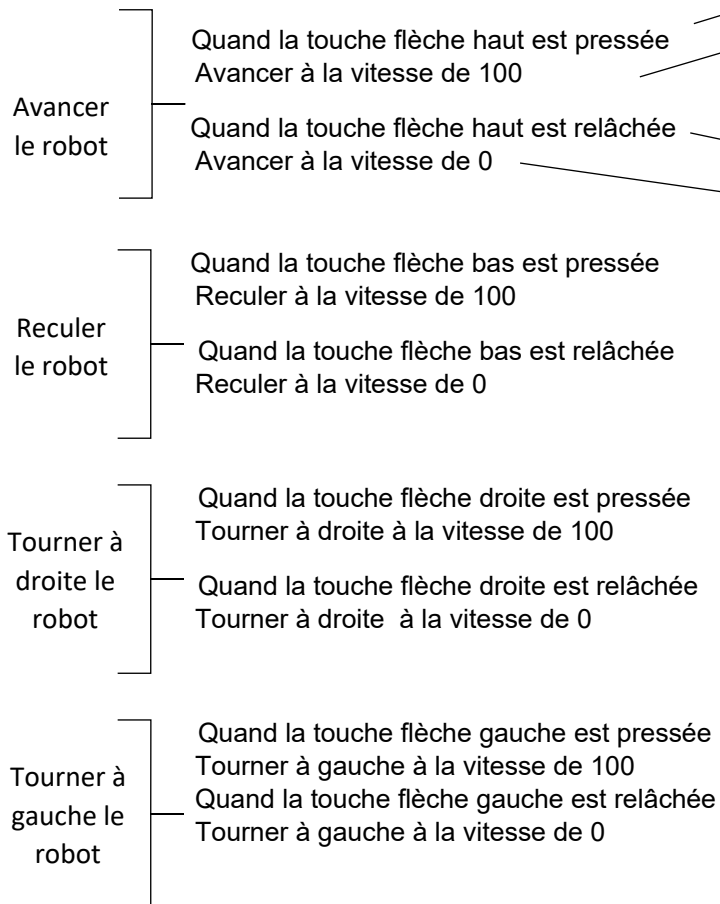 Avancer
le robot
Quand la touche flèche haut est pressée
Avancer à la vitesse de 100
Quand la touche flèche haut est relâchée
Avancer à la vitesse de 0
Reculer
le robot
Quand la touche flèche bas est pressée
Reculer à la vitesse de 100
Quand la touche flèche bas est relâchée
Reculer à la vitesse de 0
Tourner à
droite le
robot
Quand la touche flèche droite est pressée
Tourner à droite à la vitesse de 100
Quand la touche flèche droite est relâchée
Tourner à droite  à la vitesse de 0
Tourner à
gauche le
robot
Quand la touche flèche gauche est pressée
Tourner à gauche à la vitesse de 100
Quand la touche flèche gauche est relâchée
Tourner à gauche à la vitesse de 0